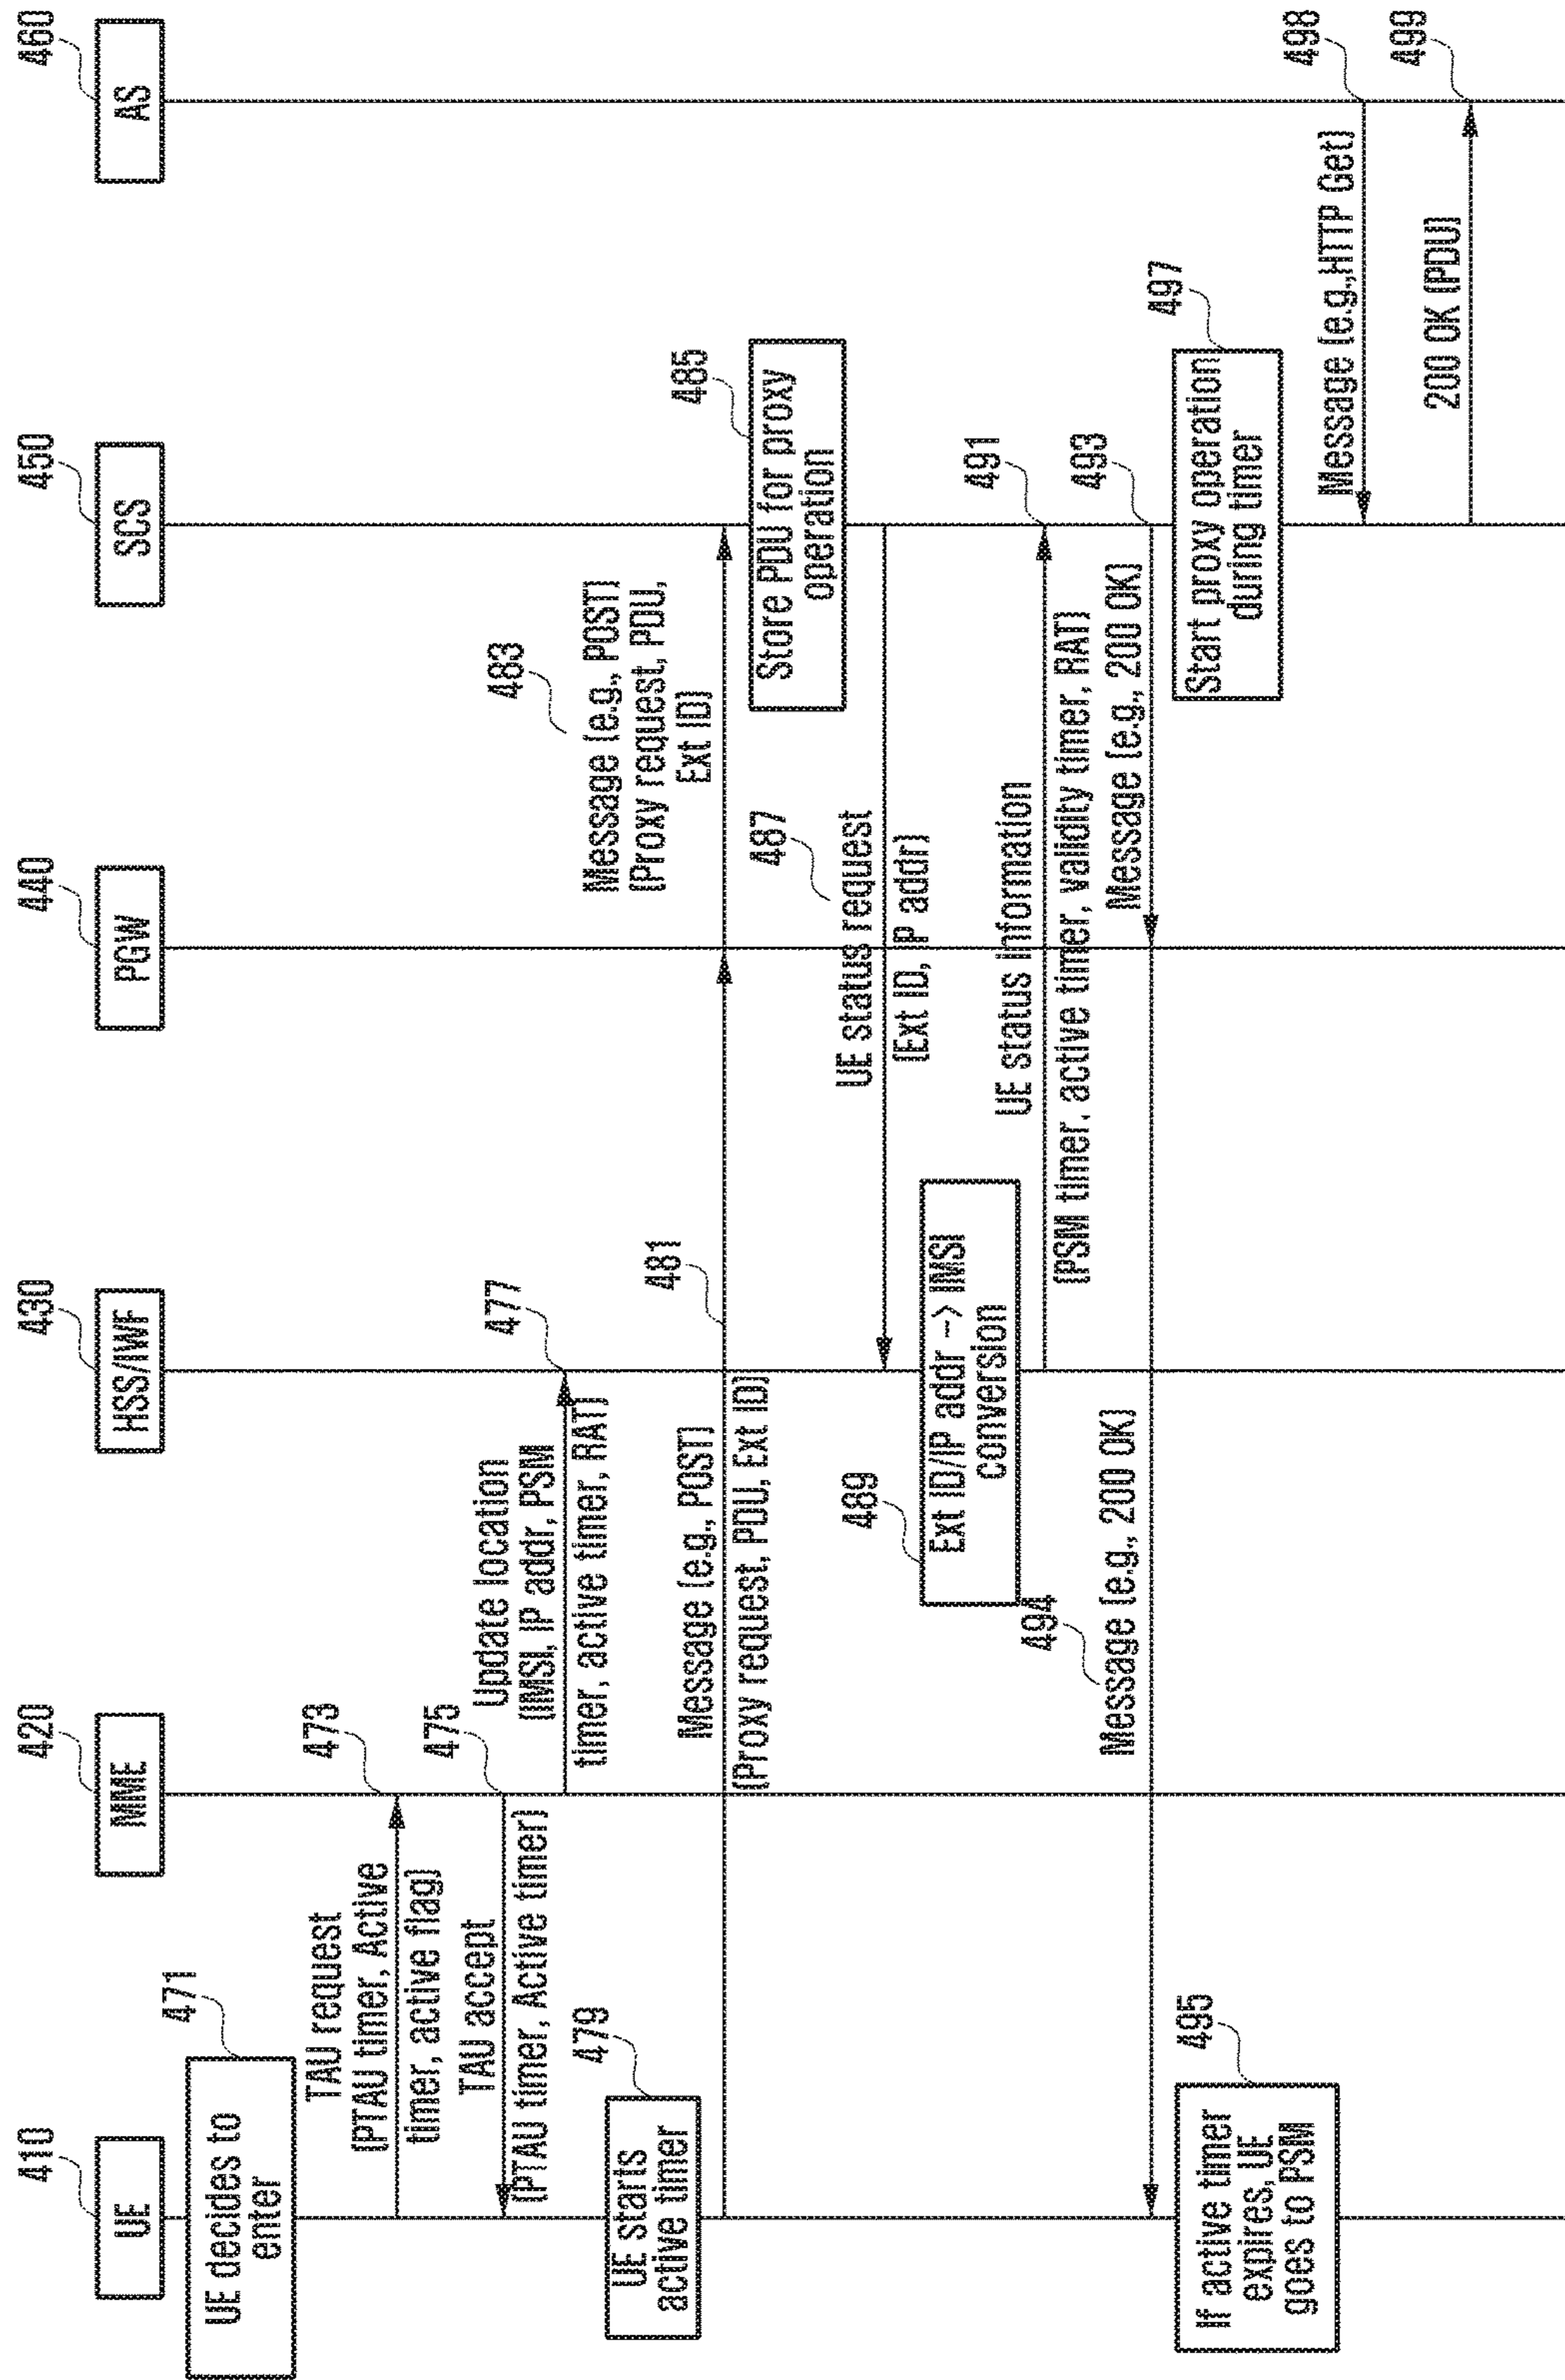 410
420
430
440
450
460
UE
MME
HSS/IWF
PGW
SCS
AS
471
UE decides to
enter
473
TAU request
(PTAU timer, Active
timer, active flag)
475
TAU accept
(PTAU timer, Active timer)
477
Update location
(IMSI, IP addr, PSM
timer, active timer, RAT)
479
UE starts
active timer
481
Message (e.g., POST)
(Proxy request, PDU, Ext ID)
483
Message (e.g., POST)
(Proxy request, PDU,
Ext ID)
485
Store PDU for proxy
operation
487
UE status request
(Ext ID, IP addr)
489
Ext ID/IP addr -> IMSI
conversion
491
UE status information
(PSM timer, active timer, validity timer, RAT)
493
Message (e.g., 200 OK)
494
Message (e.g., 200 OK)
495
If active timer
expires, UE
goes to PSM
497
Start proxy operation
during timer
498
Message (e.g.,HTTP Get)
499
200 OK (PDU)